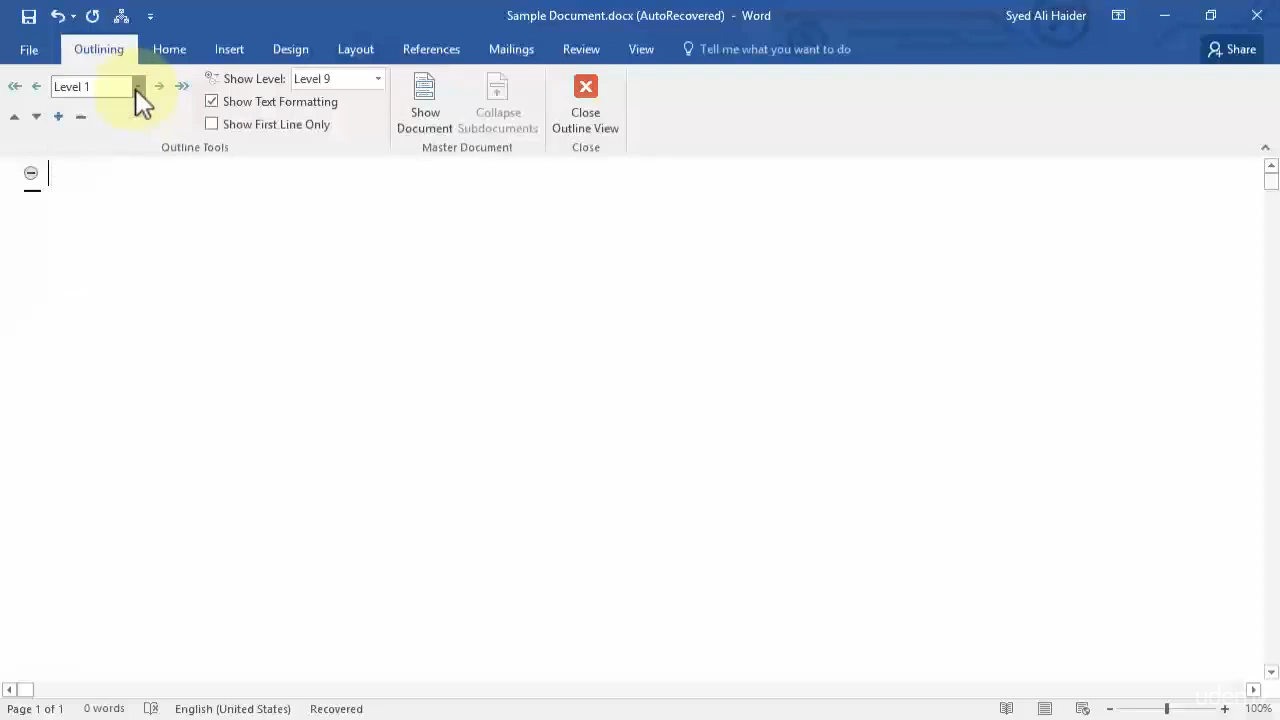 Sample Document.docx (AutoRecovered) - Word
Syed Ali Haider
File Outlining Home Insert Design Layout References Mailings Review View Tell me what you want to do Share
Level 1
Show Level: Level 9
Show Text Formatting
Show First Line Only
Outline Tools
Show
Document
Collapse
Subdocuments
Master Document
Close
Outline View
Close
Page 1 of 1 0 words English (United States) Recovered 100%
udemy